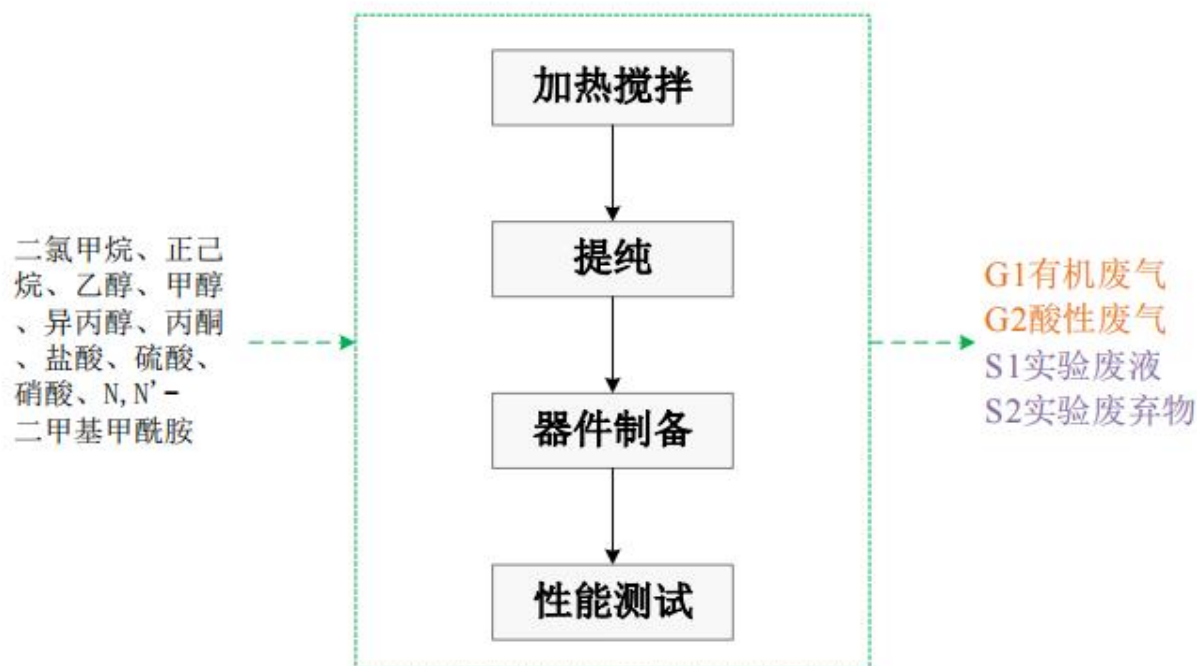 加热搅拌
提纯
二氯甲烷、正己
烷、乙醇、甲醇
、异丙醇、丙酮
、盐酸、硫酸、
硝酸、N,N'-
二甲基甲酰胺
G1有机废气
G2酸性废气
S1实验废液
S2实验废弃物
器件制备
性能测试